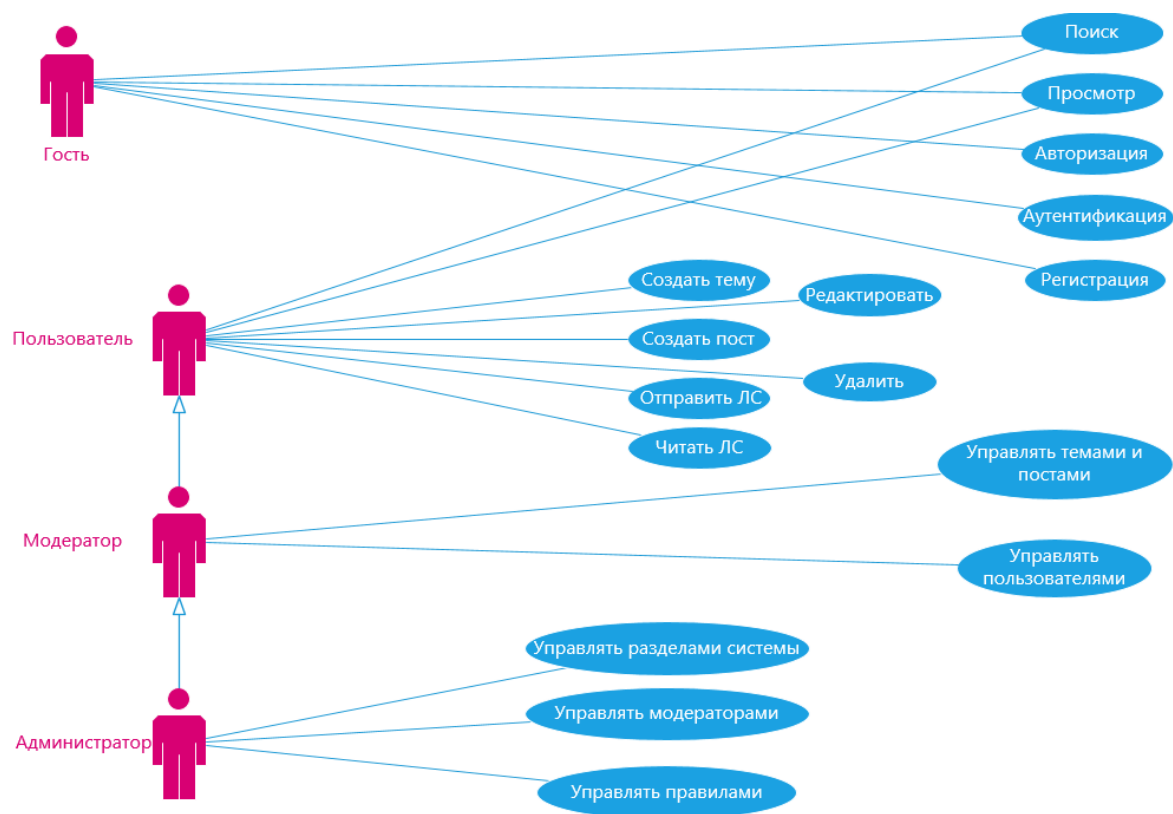 Поиск
Просмотр
Гость
Авторизация
Аутентификация
Регистрация
Создать тему
Редактировать
Пользователь
Создать пост
Удалить
Отправить ЛС
Читать ЛС
Управлять темами и
постами
Модератор
Управлять
пользователями
Управлять разделами системы
Управлять модераторами
Администратор
Управлять правилами